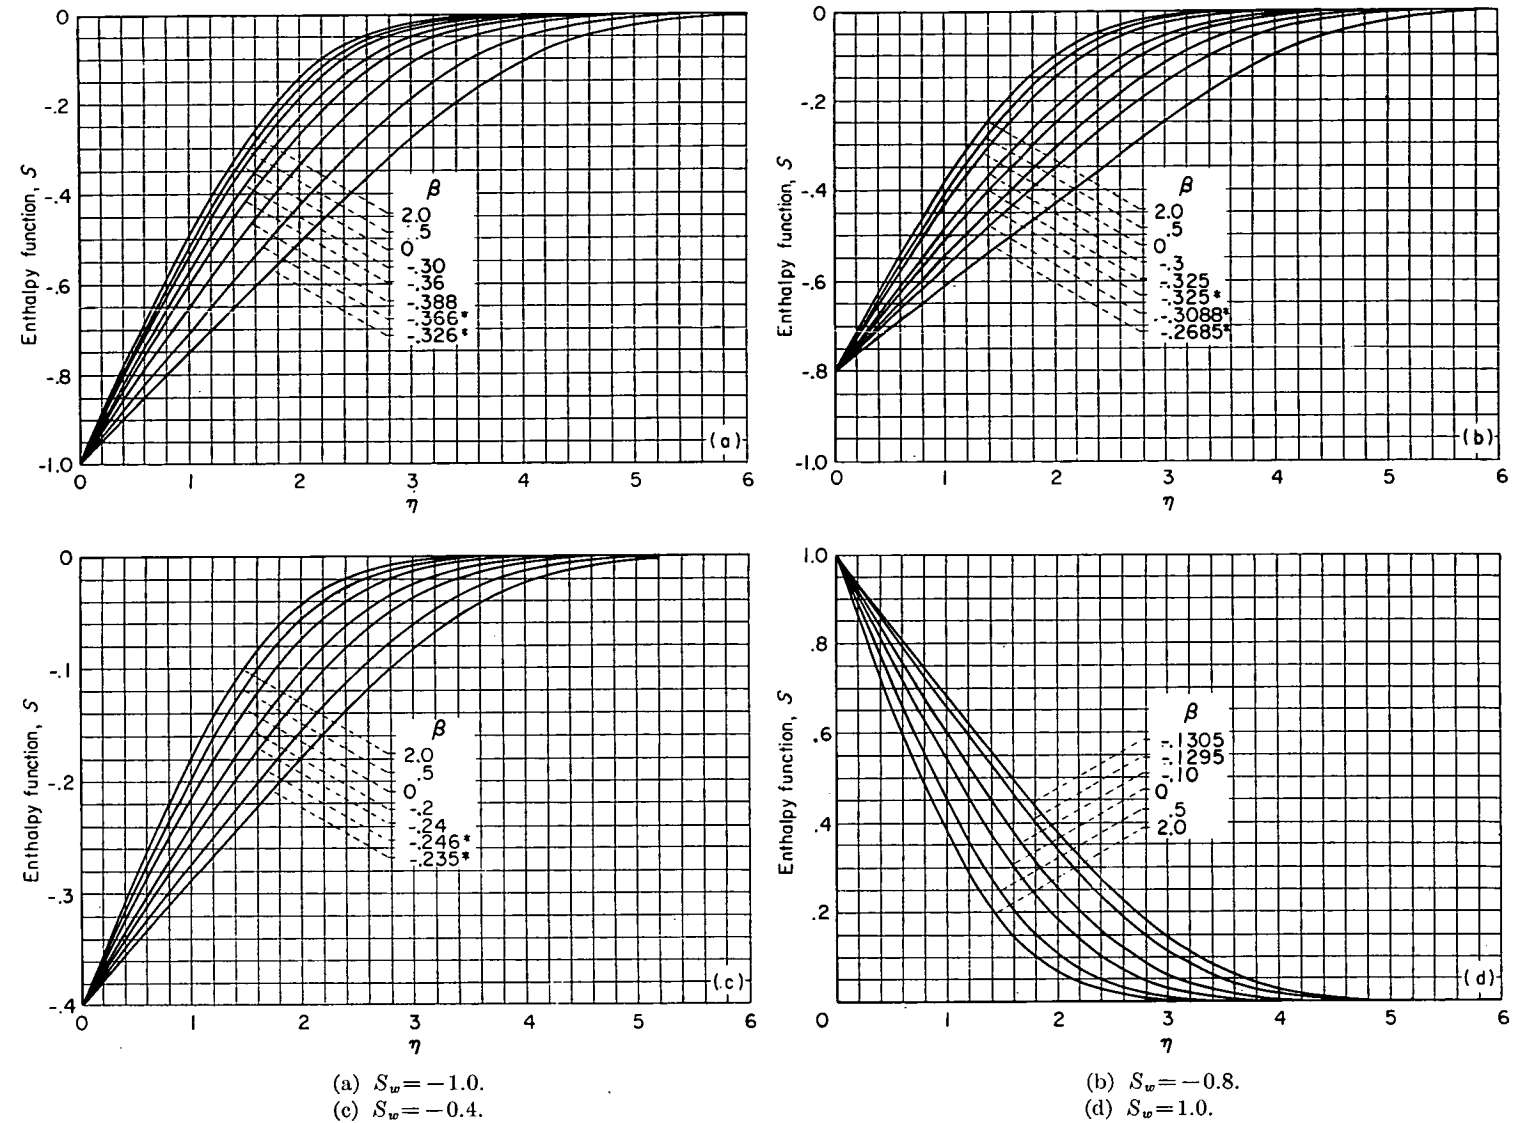 0
-.2
-.4
-.6
-.8
-1.0
Enthalpy function, S
β
2.0
.5
0
-.30
-.36
-.388
-.366*
-.326*
(a)
0 1 2 3 4 5 6
η
0
-.2
-.4
-.6
-.8
-1.0
Enthalpy function, S
β
2.0
.5
0
-.3
-.325
-.325*
-.3088*
-.2685*
(b)
0 1 2 3 4 5 6
η
0
-.1
-.2
-.3
-.4
Enthalpy function, S
β
2.0
.5
0
-.2
-.24
-.246*
-.235*
(c)
0 1 2 3 4 5 6
η
1.0
.8
.6
.4
.2
0
Enthalpy function, S
β
-.1305
-.1295
-.10
0
.5
2.0
(d)
1 2 3 4 5 6
η
(a) S_w=−1.0. (b) S_w=−0.8.
(c) S_w=−0.4. (d) S_w=1.0.